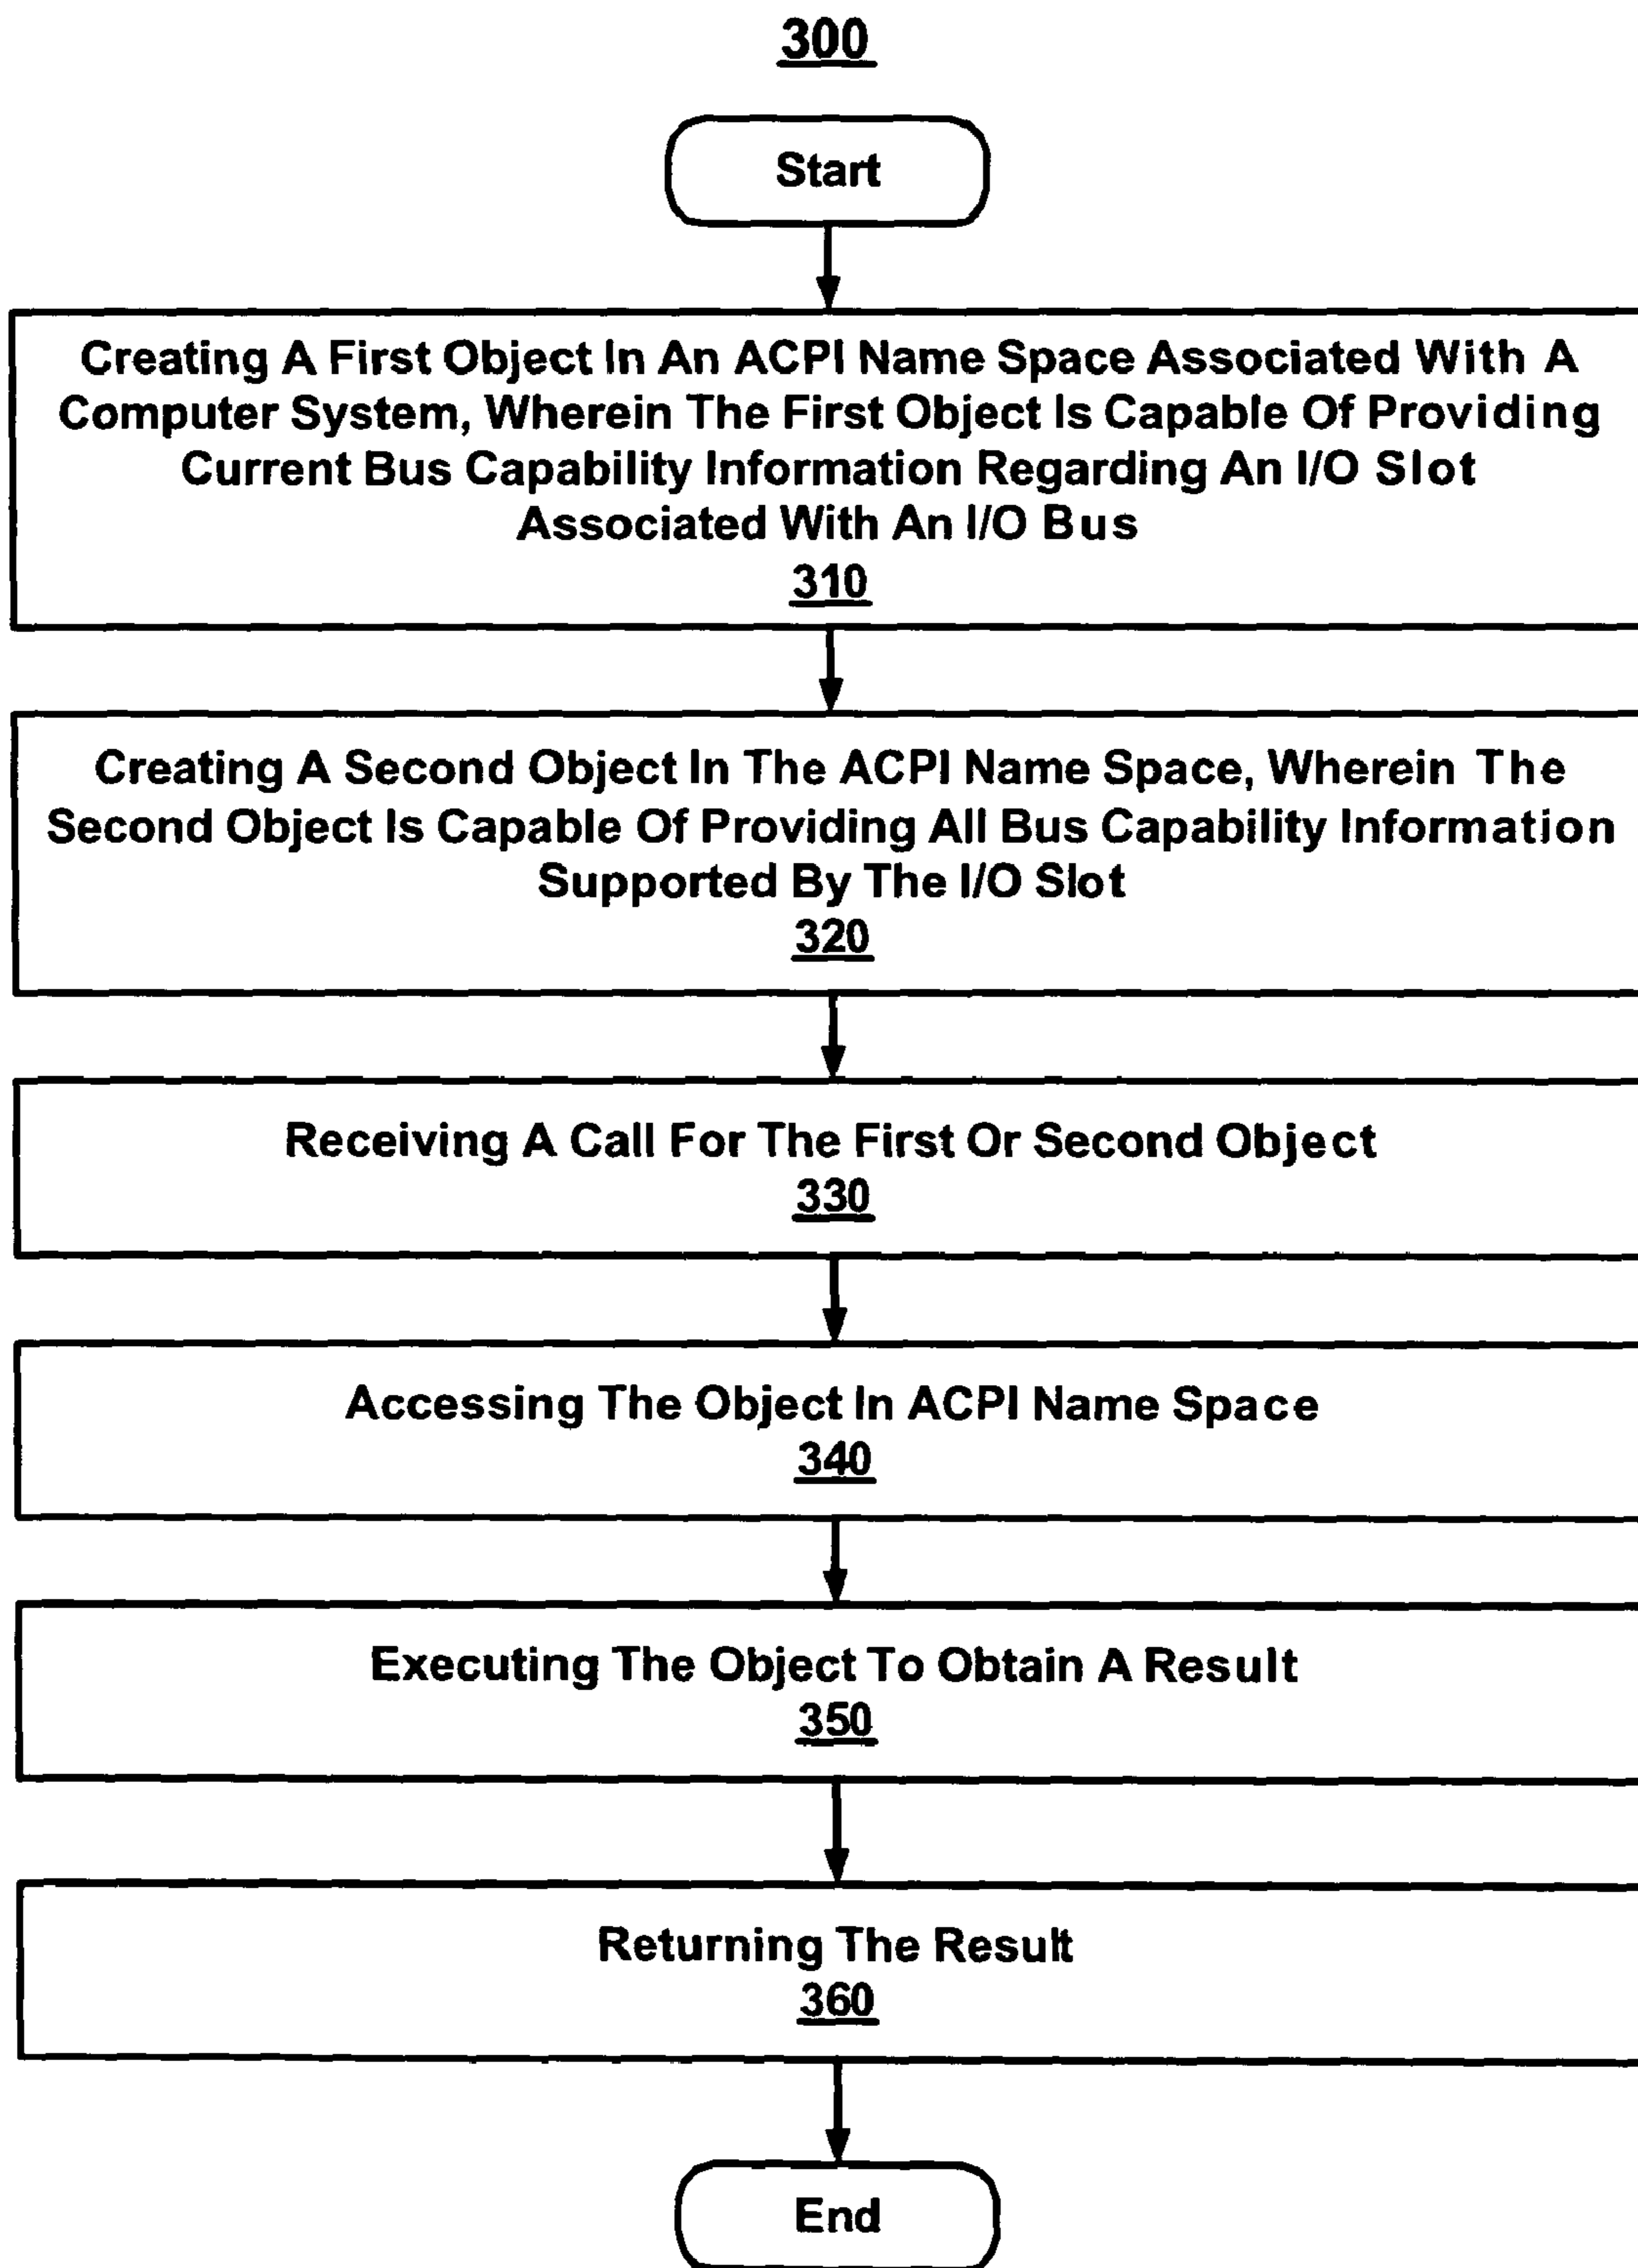 300
Start
Creating A First Object In An ACPI Name Space Associated With A
Computer System, Wherein The First Object Is Capable Of Providing
Current Bus Capability Information Regarding An I/O Slot
Associated With An I/O Bus
310
Creating A Second Object In The ACPI Name Space, Wherein The
Second Object Is Capable Of Providing All Bus Capability Information
Supported By The I/O Slot
320
Receiving A Call For The First Or Second Object
330
Accessing The Object In ACPI Name Space
340
Executing The Object To Obtain A Result
350
Returning The Result
360
End